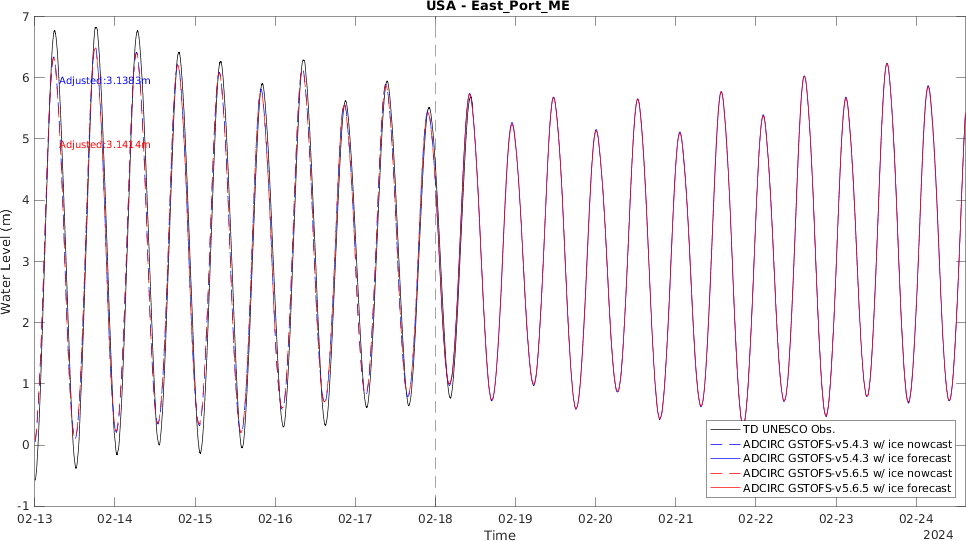 USA - East_Port_ME
7
6
5
4
3
2
1
0
-1
Water Level (m)
Adjusted:3.1383m
Adjusted:3.1414m
TD UNESCO Obs.
ADCIRC GSTOFS-v5.4.3 w/ ice nowcast
ADCIRC GSTOFS-v5.4.3 w/ ice forecast
ADCIRC GSTOFS-v5.6.5 w/ ice nowcast
ADCIRC GSTOFS-v5.6.5 w/ ice forecast
02-13 02-14 02-15 02-16 02-17 02-18 02-19 02-20 02-21 02-22 02-23 02-24
Time
2024